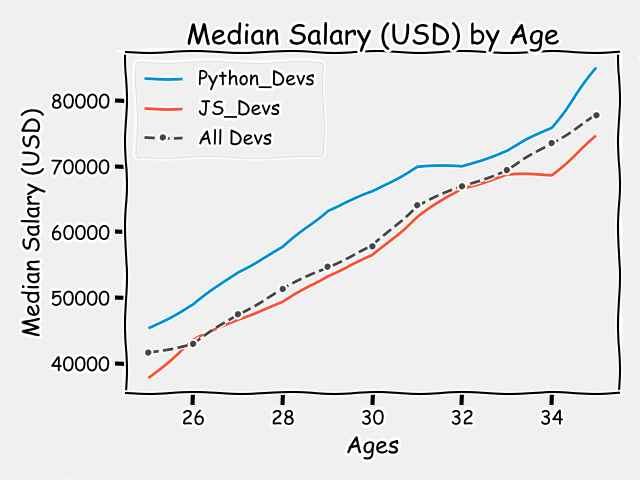 Median Salary (USD) by Age
Python_Devs
JS_Devs
All Devs
Median Salary (USD)
80000
70000
60000
50000
40000
26 28 30 32 34
Ages